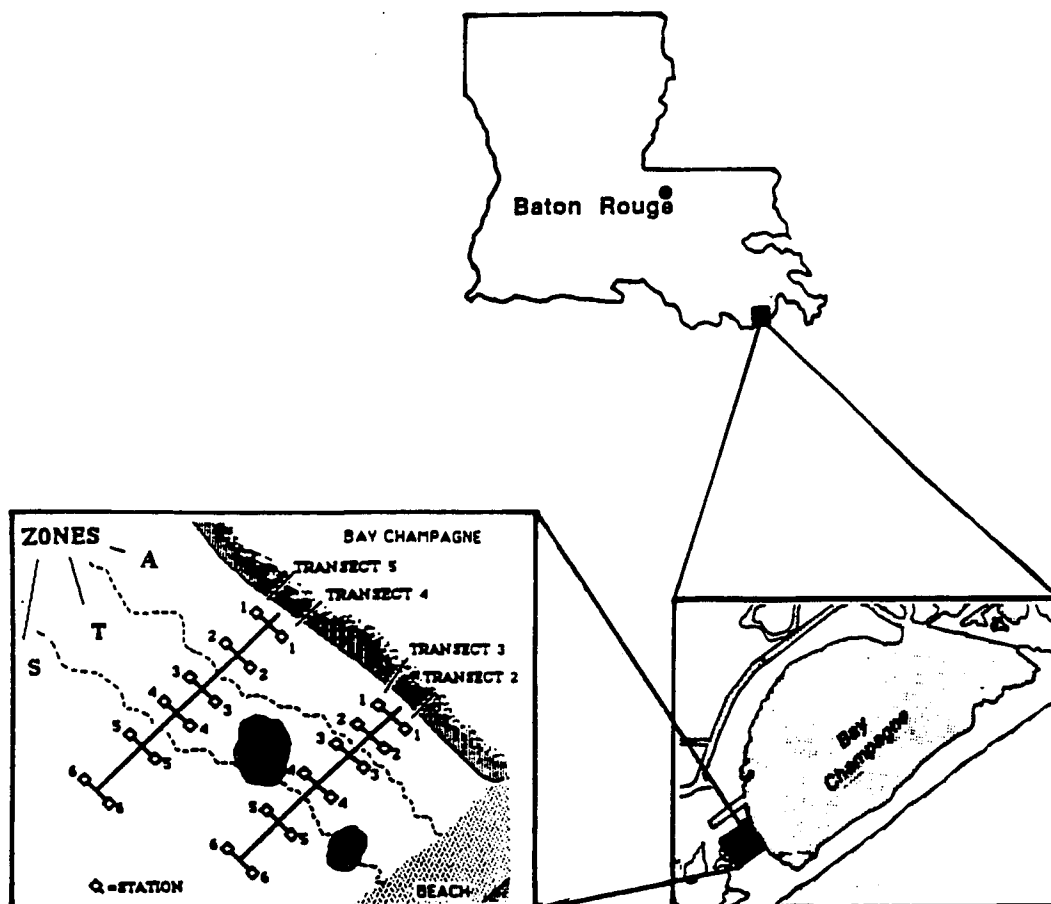 Baton Rouge
ZONES
A
T
S
BAY CHAMPAGNE
TRANSECT 5
TRANSECT 4
TRANSECT 3
TRANSECT 2
1
1
2
2
3
3
4
4
5
5
6
6
1
1
2
2
3
3
4
4
5
5
6
6
=STATION
BEACH
Bay
Champagne